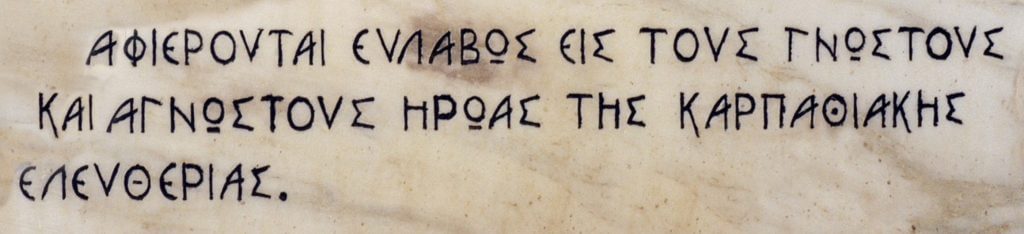 ΑΦΙΕΡΟΥΤΑΙ ΕΥΛΑΒΩΣ ΕΙΣ ΤΟΥΣ ΓΝΩΣΤΟΥΣ
ΚΑΙ ΑΓΝΩΣΤΟΥΣ ΗΡΩΑΣ ΤΗΣ ΚΑΡΠΑΘΙΑΚΗΣ
ΕΛΕΥΘΕΡΙΑΣ.